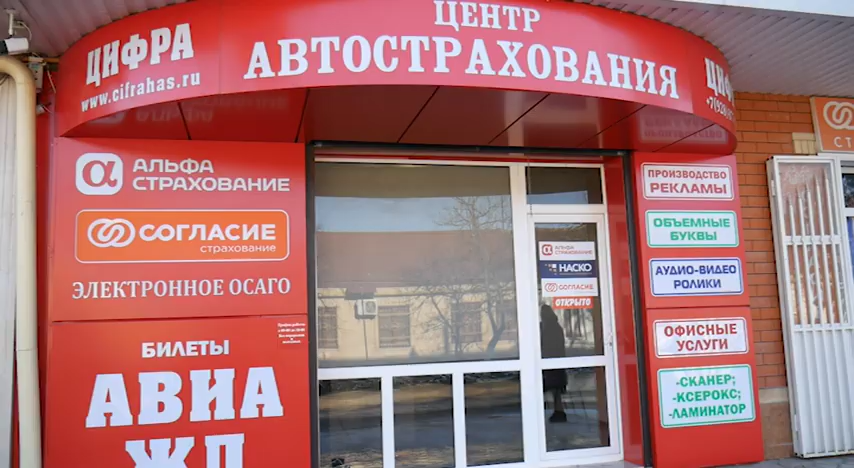 ЦЕНТР
АВТОСТРАХОВАНИЯ
ЦИФРА
www.cifrahas.ru
α АЛЬФА
СТРАХОВАНИЕ
СОГЛАСИЕ
страхование
ЭЛЕКТРОННОЕ ОСАГО
БИЛЕТЫ
АВИА
ЖД
АЛЬФА
СТРАХОВАНИЕ
НАСКО
СОГЛАСИЕ
ОТКРЫТО
ПРОИЗВОДСТВО
РЕКЛАМЫ
ОБЪЕМНЫЕ
БУКВЫ
АУДИО-ВИДЕО
РОЛИКИ
ОФИСНЫЕ
УСЛУГИ
-СКАНЕР;
-КСЕРОКС;
-ЛАМИНАТОР